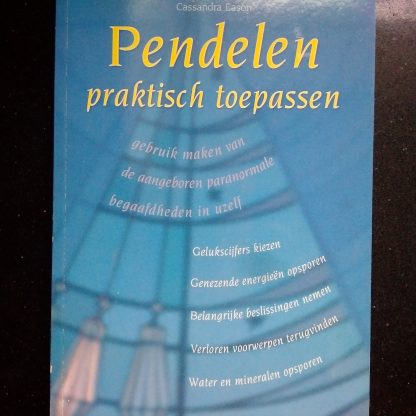 Cassandra Eason
Pendelen
praktisch toepassen
gebruik maken van
de aangeboren paranormale
begaafdheden in uzelf
Gelukscijfers kiezen
Genezende energieën opsporen
Belangrijke beslissingen nemen
Verloren voorwerpen terugvinden
Water en mineralen opsporen